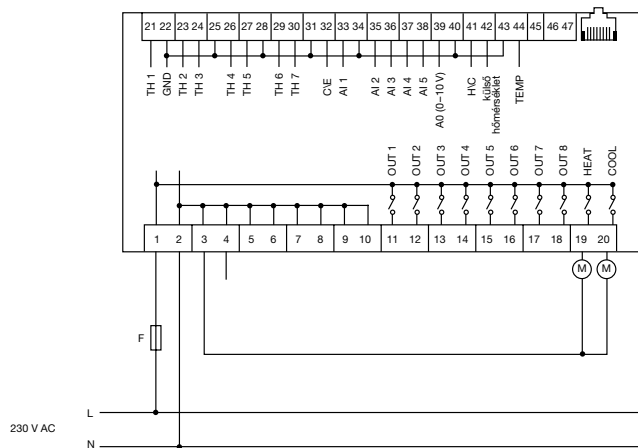 21 22 23 24 25 26 27 28 29 30 31 32 33 34 35 36 37 38 39 40 41 42 43 44 45 46 47
TH 1
GND
TH 2
TH 3
TH 4
TH 5
TH 6
TH 7
C\E
AI 1
AI 2
AI 3
AI 4
AI 5
A0 (0–10 V)
H\C
külső
hőmérséklet
TEMP
OUT 1
OUT 2
OUT 3
OUT 4
OUT 5
OUT 6
OUT 7
OUT 8
HEAT
COOL
1 2 3 4 5 6 7 8 9 10 11 12 13 14 15 16 17 18 19 20
M M
F
L
230 V AC
N